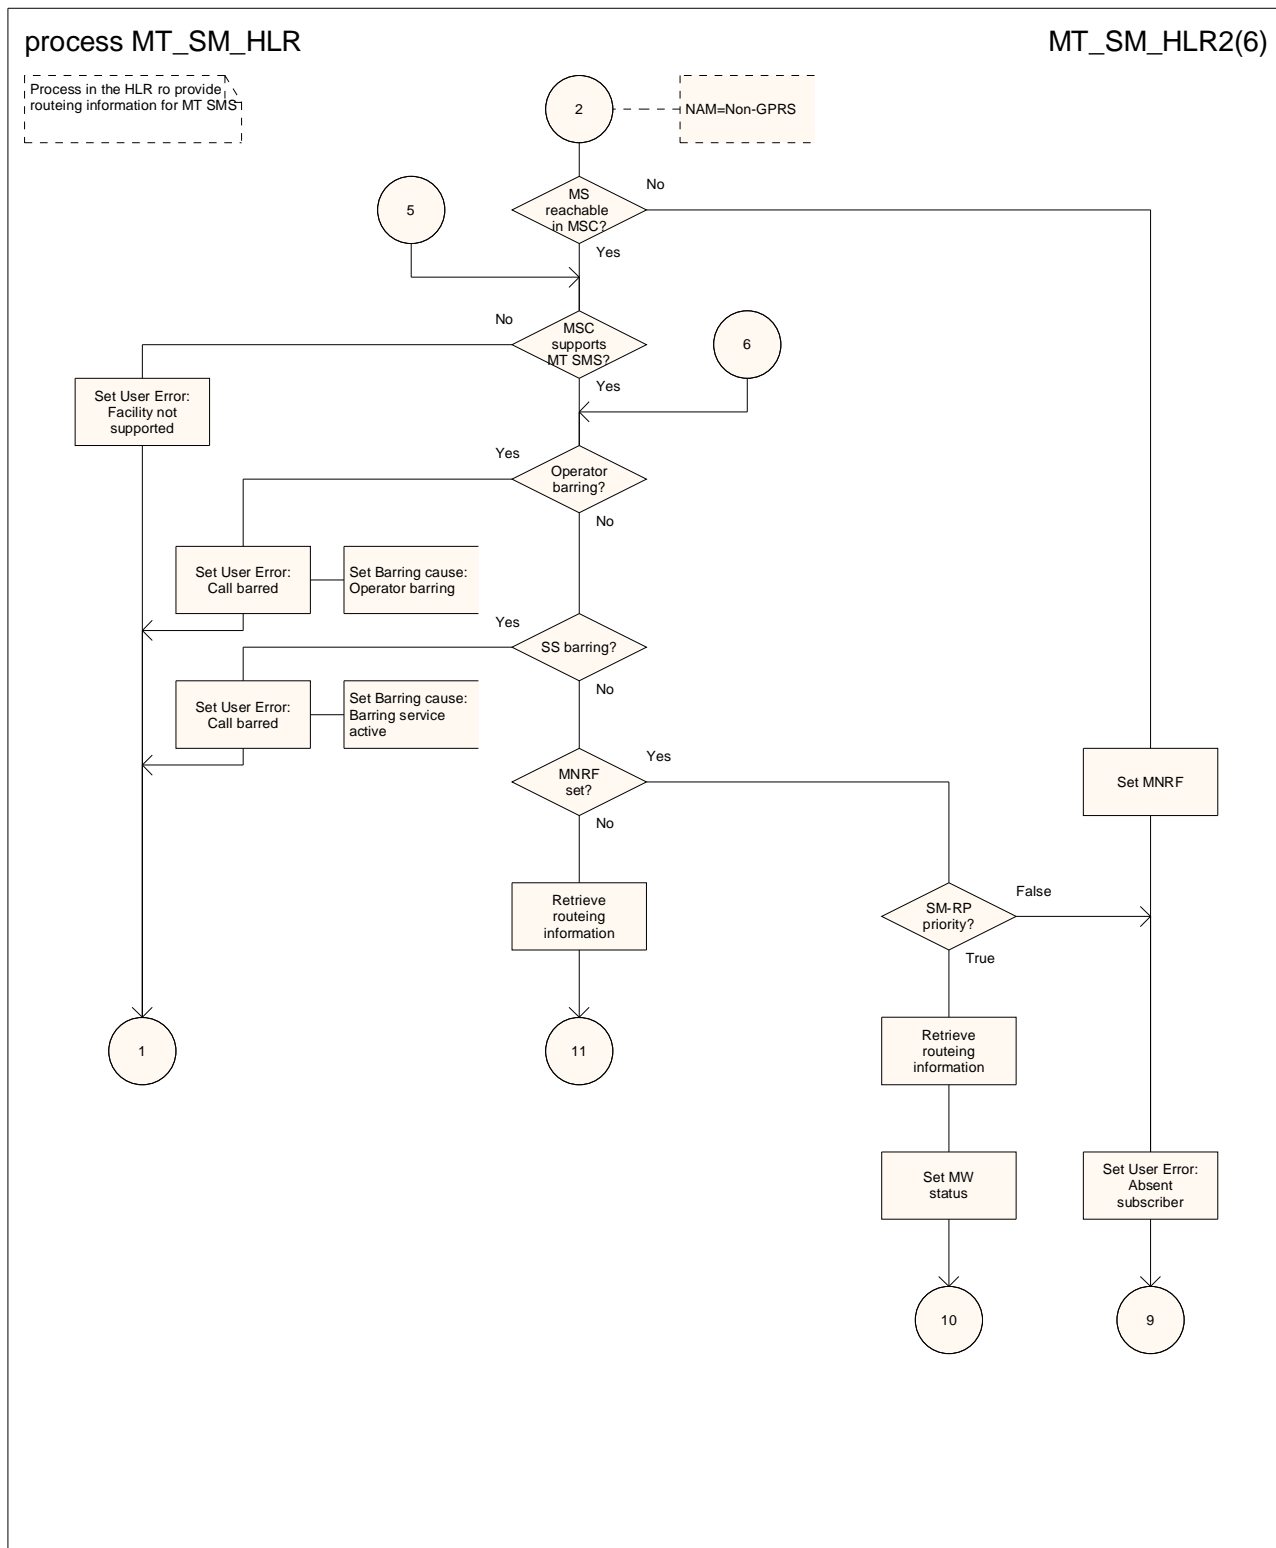 process MT_SM_HLR
MT_SM_HLR2(6)
Process in the HLR ro provide
routeing information for MT SMS
2
NAM=Non-GPRS
MS
reachable
in MSC?
No
Yes
5
No
MSC
supports
MT SMS?
Yes
6
Set User Error:
Facility not
supported
Yes
Operator
barring?
No
Set User Error:
Call barred
Set Barring cause:
Operator barring
Yes
SS barring?
No
Set User Error:
Call barred
Set Barring cause:
Barring service
active
MNRF
set?
Yes
No
Set MNRF
Retrieve
routeing
information
SM-RP
priority?
False
True
1
11
Retrieve
routeing
information
Set MW
status
Set User Error:
Absent
subscriber
10
9